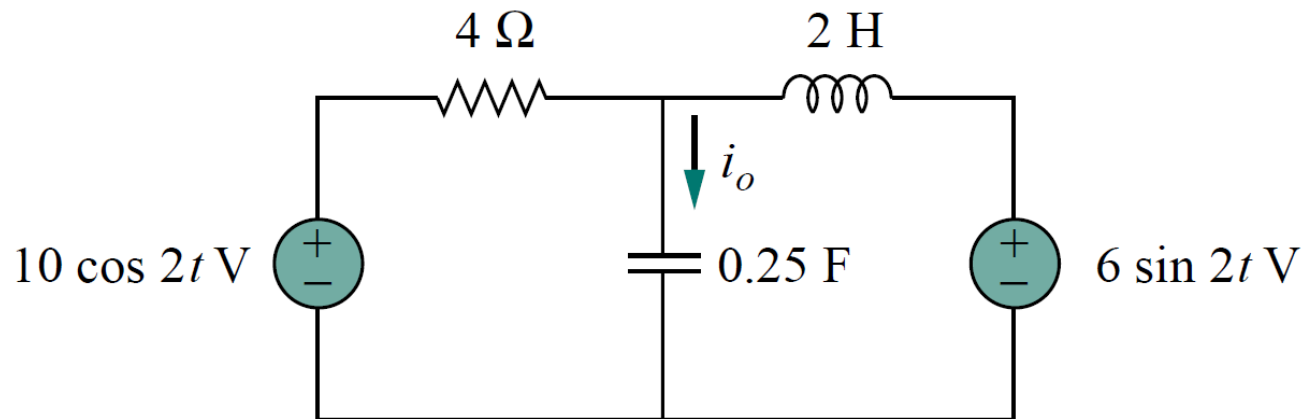 4 Ω
2 H
i_o
10 cos 2t V
+
−
0.25 F
+
−
6 sin 2t V